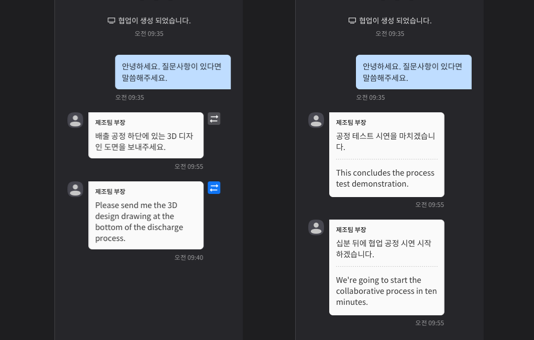 협업이 생성 되었습니다.
오전 09:35
안녕하세요. 질문사항이 있다면
말씀해주세요.
오전 09:35
제조팀 부장
배출 공정 하단에 있는 3D 디자
인 도면을 보내주세요.
오전 09:55
제조팀 부장
Please send me the 3D
design drawing at the
bottom of the discharge
process.
오전 09:40
협업이 생성 되었습니다.
오전 09:35
안녕하세요. 질문사항이 있다면
말씀해주세요.
오전 09:35
제조팀 부장
공정 테스트 시연을 마치겠습니
다.
This concludes the process
test demonstration.
오전 09:55
제조팀 부장
십분 뒤에 협업 공정 시연 시작
하겠습니다.
We're going to start the
collaborative process in ten
minutes.
오전 09:55